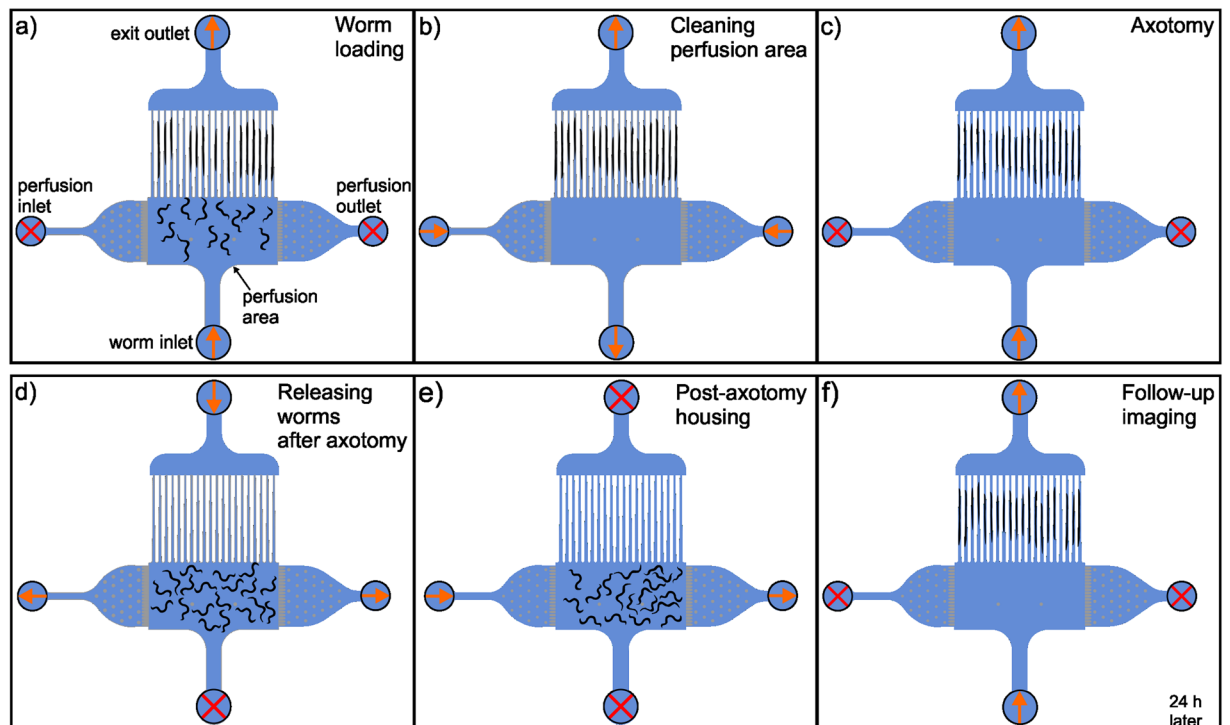 a)
Worm
loading
exit outlet
perfusion
inlet
perfusion
outlet
perfusion
area
worm inlet
b)
Cleaning
perfusion area
c)
Axotomy
d)
Releasing
worms
after axotomy
e)
Post-axotomy
housing
f)
Follow-up
imaging
24 h
later